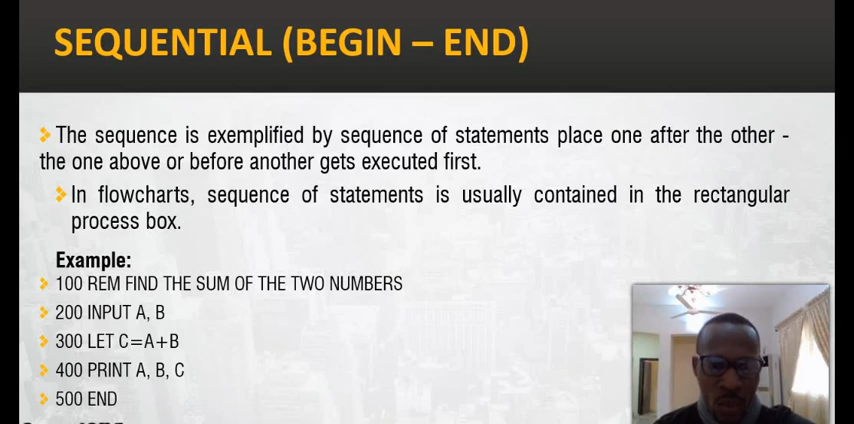 SEQUENTIAL (BEGIN – END)
The sequence is exemplified by sequence of statements place one after the other -
the one above or before another gets executed first.
In flowcharts, sequence of statements is usually contained in the rectangular
process box.
Example:
100 REM FIND THE SUM OF THE TWO NUMBERS
200 INPUT A, B
300 LET C=A+B
400 PRINT A, B, C
500 END